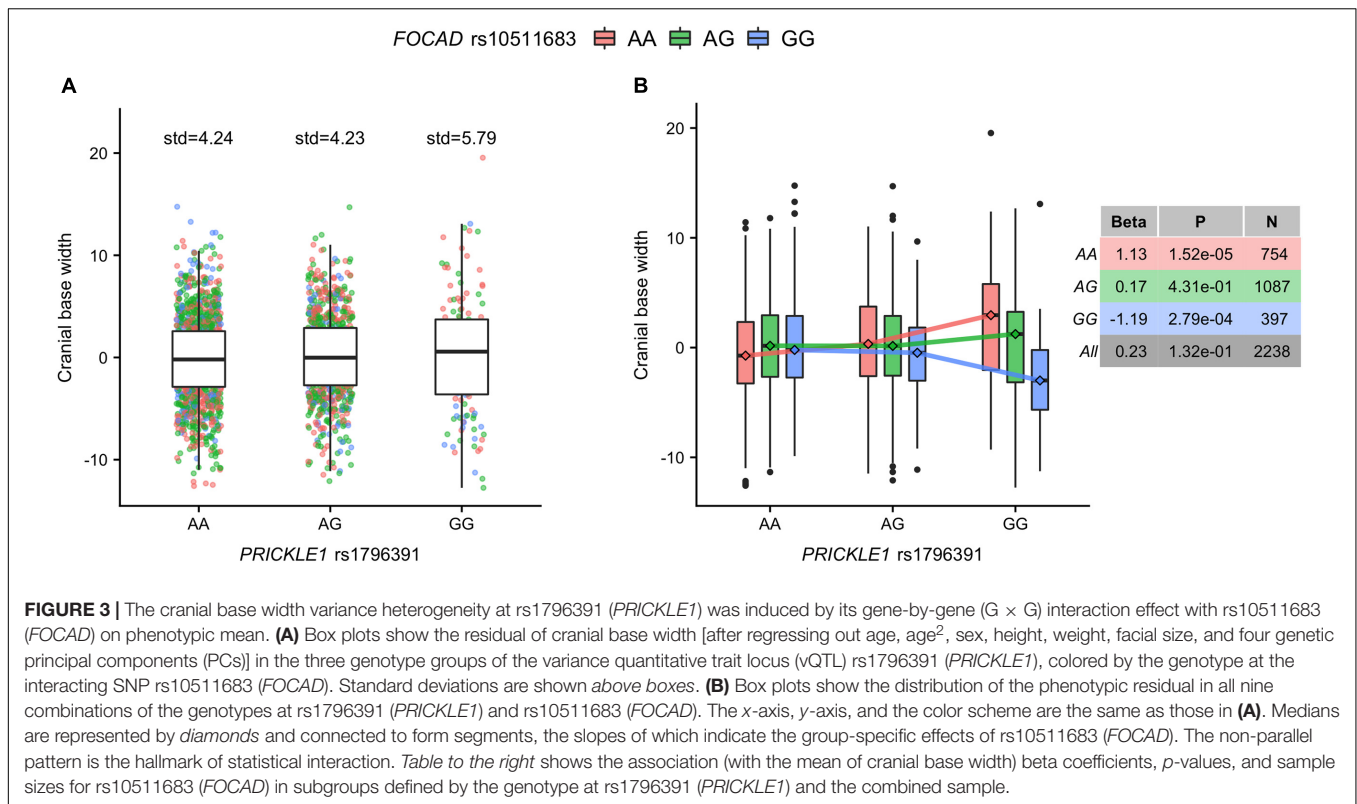 FOCAD rs10511683 AA AG GG
A
std=4.24 std=4.23 std=5.79
Cranial base width
20
10
0
-10
AA AG GG
PRICKLE1 rs1796391
B
Cranial base width
20
10
0
-10
AA AG GG
PRICKLE1 rs1796391
Beta P N
AA 1.13 1.52e-05 754
AG 0.17 4.31e-01 1087
GG -1.19 2.79e-04 397
All 0.23 1.32e-01 2238
FIGURE 3 | The cranial base width variance heterogeneity at rs1796391 (PRICKLE1) was induced by its gene-by-gene (G × G) interaction effect with rs10511683
(FOCAD) on phenotypic mean. (A) Box plots show the residual of cranial base width [after regressing out age, age², sex, height, weight, facial size, and four genetic
principal components (PCs)] in the three genotype groups of the variance quantitative trait locus (vQTL) rs1796391 (PRICKLE1), colored by the genotype at the
interacting SNP rs10511683 (FOCAD). Standard deviations are shown above boxes. (B) Box plots show the distribution of the phenotypic residual in all nine
combinations of the genotypes at rs1796391 (PRICKLE1) and rs10511683 (FOCAD). The x-axis, y-axis, and the color scheme are the same as those in (A). Medians
are represented by diamonds and connected to form segments, the slopes of which indicate the group-specific effects of rs10511683 (FOCAD). The non-parallel
pattern is the hallmark of statistical interaction. Table to the right shows the association (with the mean of cranial base width) beta coefficients, p-values, and sample
sizes for rs10511683 (FOCAD) in subgroups defined by the genotype at rs1796391 (PRICKLE1) and the combined sample.